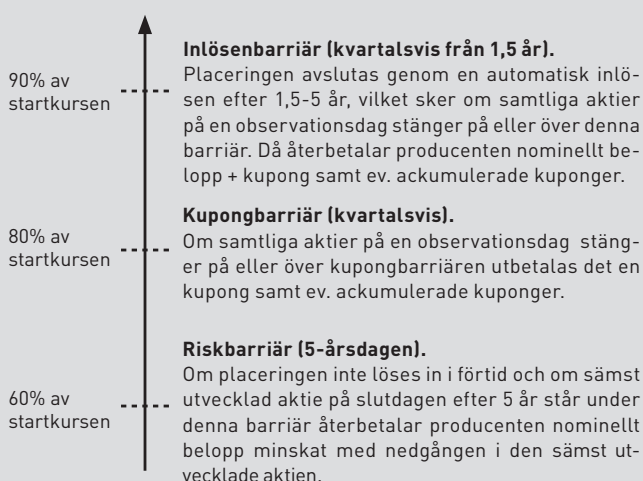 Inlösenbarriär (kvartalsvis från 1,5 år).
90% av
startkursen
Placeringen avslutas genom en automatisk inlö-
sen efter 1,5-5 år, vilket sker om samtliga aktier
på en observationsdag stänger på eller över denna
barriär. Då återbetalar producenten nominellt be-
lopp + kupong samt ev. ackumulerade kuponger.
Kupongbarriär (kvartalsvis).
80% av
startkursen
Om samtliga aktier på en observationsdag stäng-
er på eller över kupongbarriären utbetalas det en
kupong samt ev. ackumulerade kuponger.
Riskbarriär (5-årsdagen).
60% av
startkursen
Om placeringen inte löses in i förtid och om sämst
utvecklad aktie på slutdagen efter 5 år står under
denna barriär återbetalar producenten nominellt
belopp minskat med nedgången i den sämst ut-
vecklade aktien.